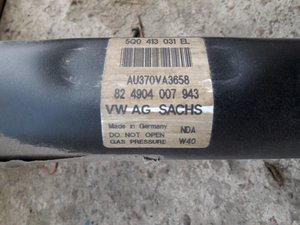 5Q0 413 031 EL
AU370VA3658
82 4904 007 943
VW AG SACHS
Made in Germany NDA
DO NOT OPEN
GAS PRESSURE W40